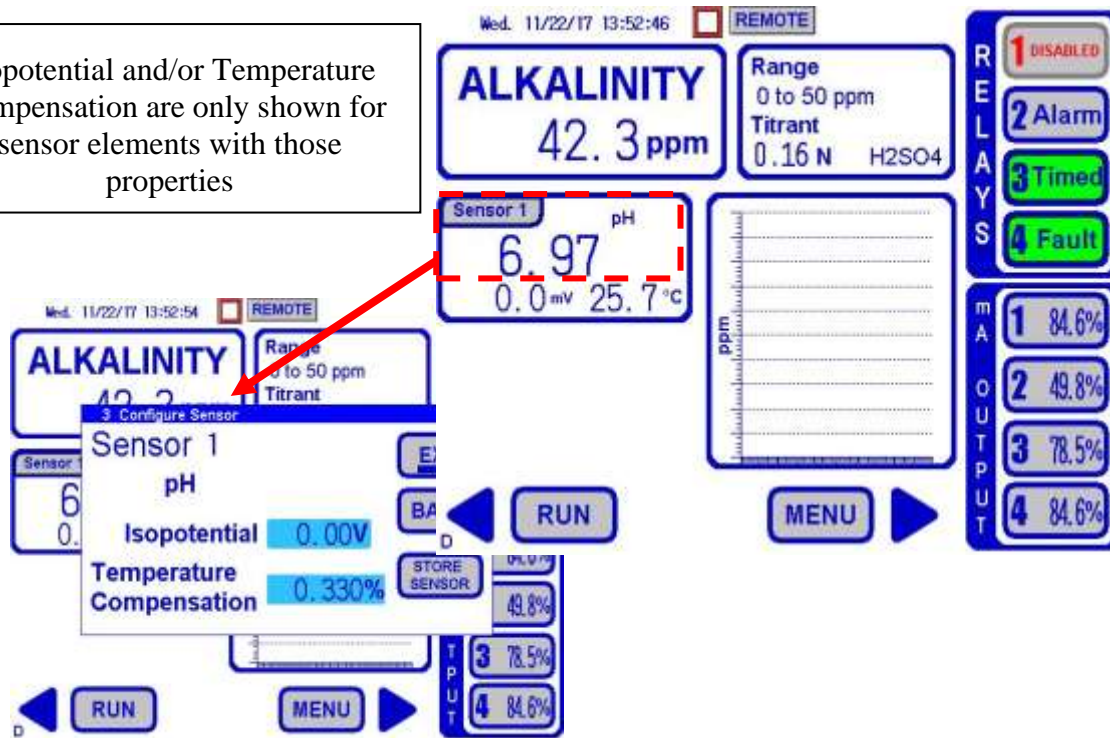 Wed. 11/22/17 13:52:46 REMOTE
and/or Temperature
are only shown for
sensor elements with those
properties
ALKALINITY
42.3 ppm
Range
0 to 50 ppm
Titrant
0.16 N H2SO4
RELAYS
1 DISABLED
2 Alarm
3 Timed
4 Fault
Sensor 1
pH
6.97
0.0 mV 25.7 °C
ppm
mA OUTPUT
1 84.6%
2 49.8%
3 78.5%
4 84.6%
RUN
MENU
D
Wed. 11/22/17 13:52:54 REMOTE
ALKALINITY
Range
0 to 50 ppm
Titrant
3 Configure Sensor
Sensor 1
pH
Isopotential 0.00V
Temperature
Compensation 0.330%
STORE
SENSOR
49.8%
3 78.5%
4 84.6%
TPUT
RUN
MENU
D